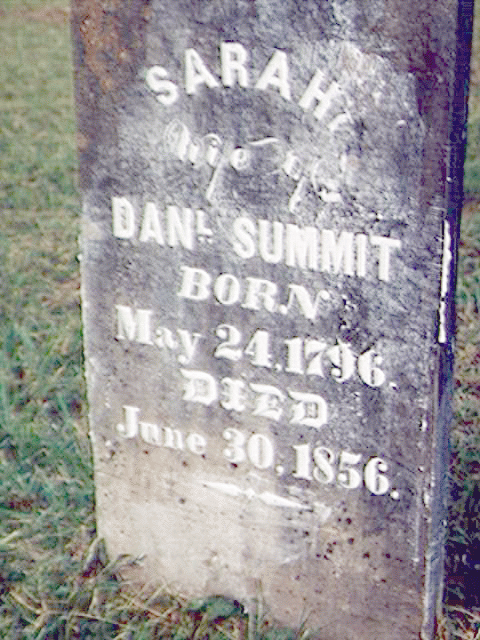 SARAH
Wife of
DANL SUMMIT
BORN
May 24, 1796.
DIED
June 30, 1856.